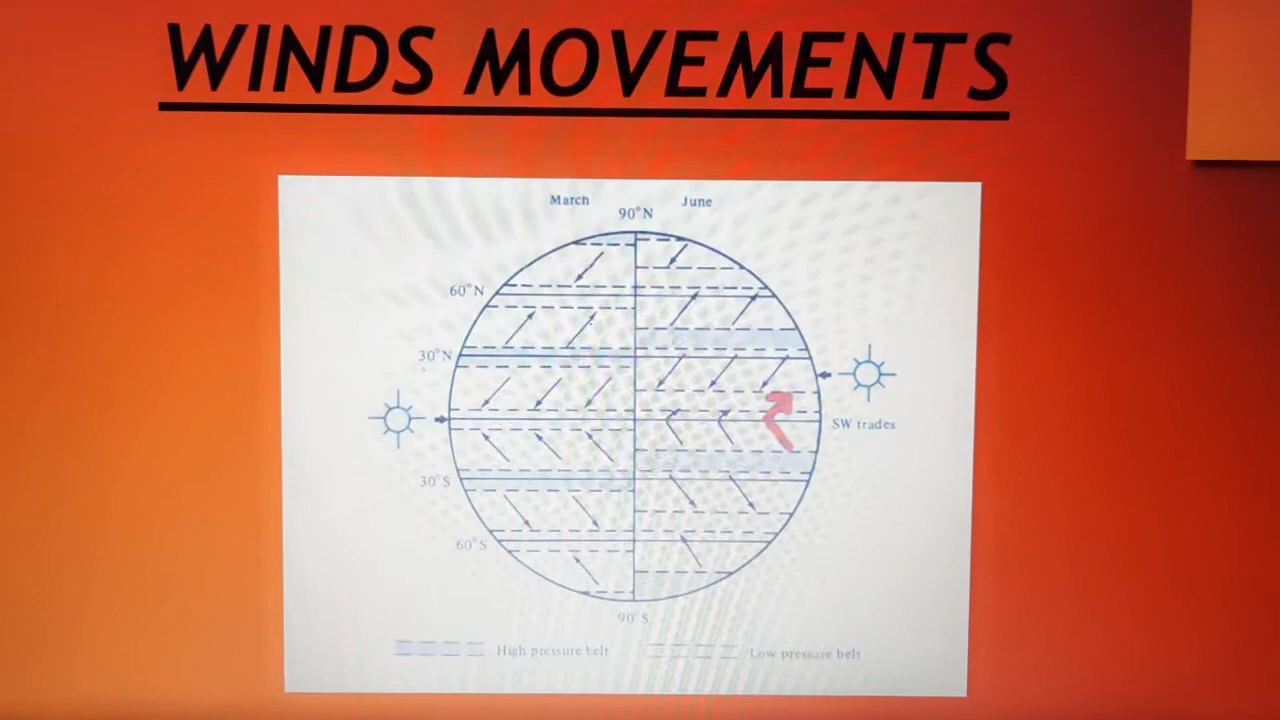 WINDS MOVEMENTS
March June
90°N
60°N
30°N
SW trades
30°S
60°S
90°S
High pressure belt Low pressure belt